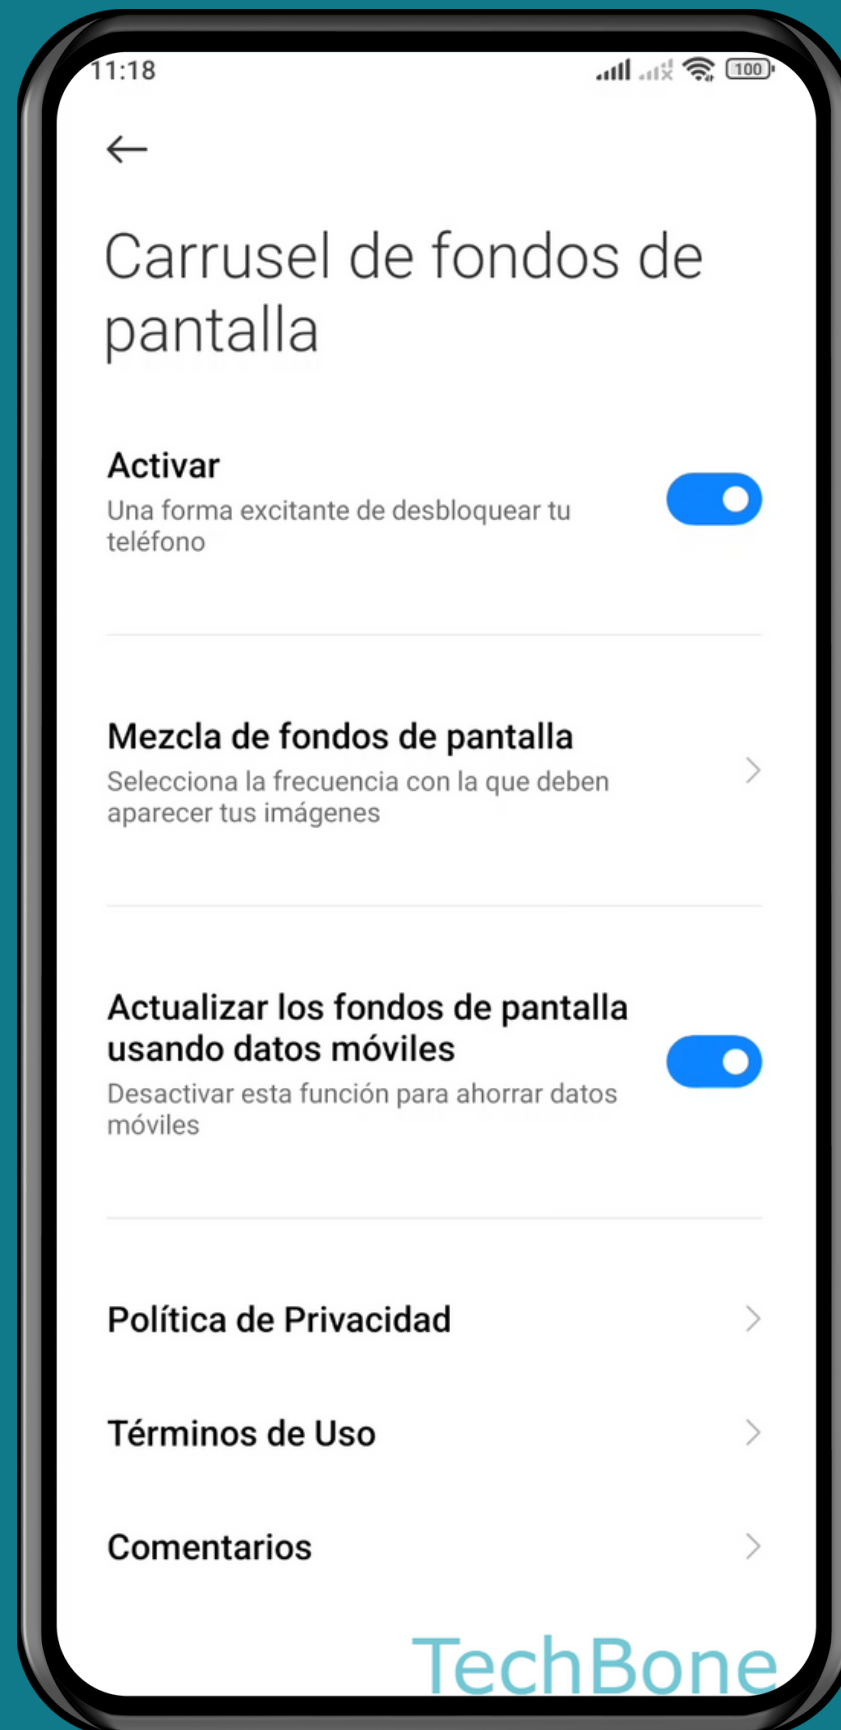 11:18
100
Carrusel de fondos de
pantalla
Activar
Una forma excitante de desbloquear tu
teléfono
Mezcla de fondos de pantalla
Selecciona la frecuencia con la que deben
aparecer tus imágenes
Actualizar los fondos de pantalla
usando datos móviles
Desactivar esta función para ahorrar datos
móviles
Política de Privacidad
Términos de Uso
Comentarios
TechBone